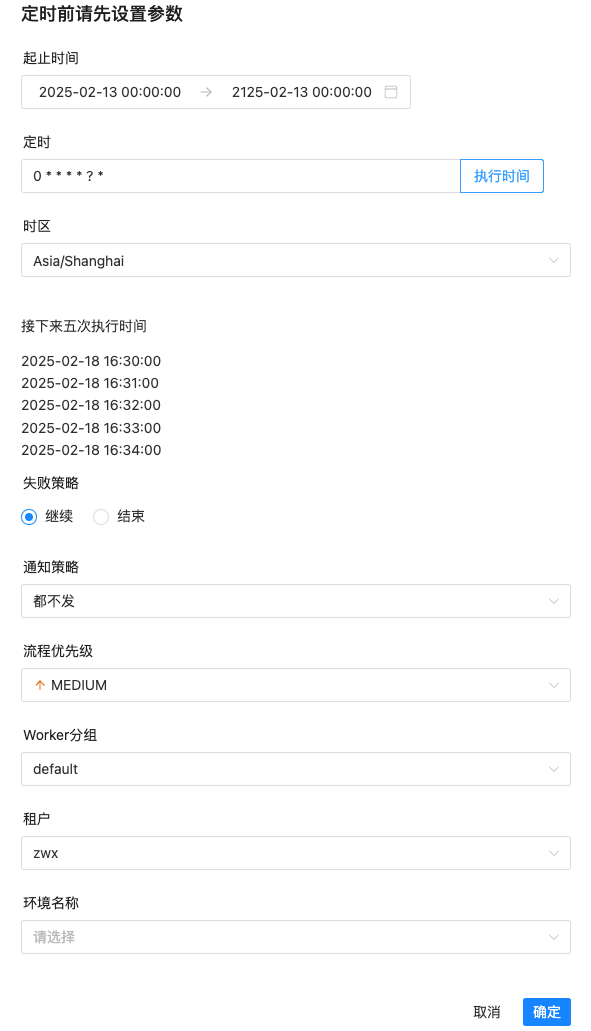 定时前请先设置参数
起止时间
2025-02-13 00:00:00 → 2125-02-13 00:00:00
定时
0 * * * * ? * 执行时间
时区
Asia/Shanghai
接下来五次执行时间
2025-02-18 16:30:00
2025-02-18 16:31:00
2025-02-18 16:32:00
2025-02-18 16:33:00
2025-02-18 16:34:00
失败策略
继续 结束
通知策略
都不发
流程优先级
↑ MEDIUM
Worker分组
default
租户
zwx
环境名称
请选择
取消 确定